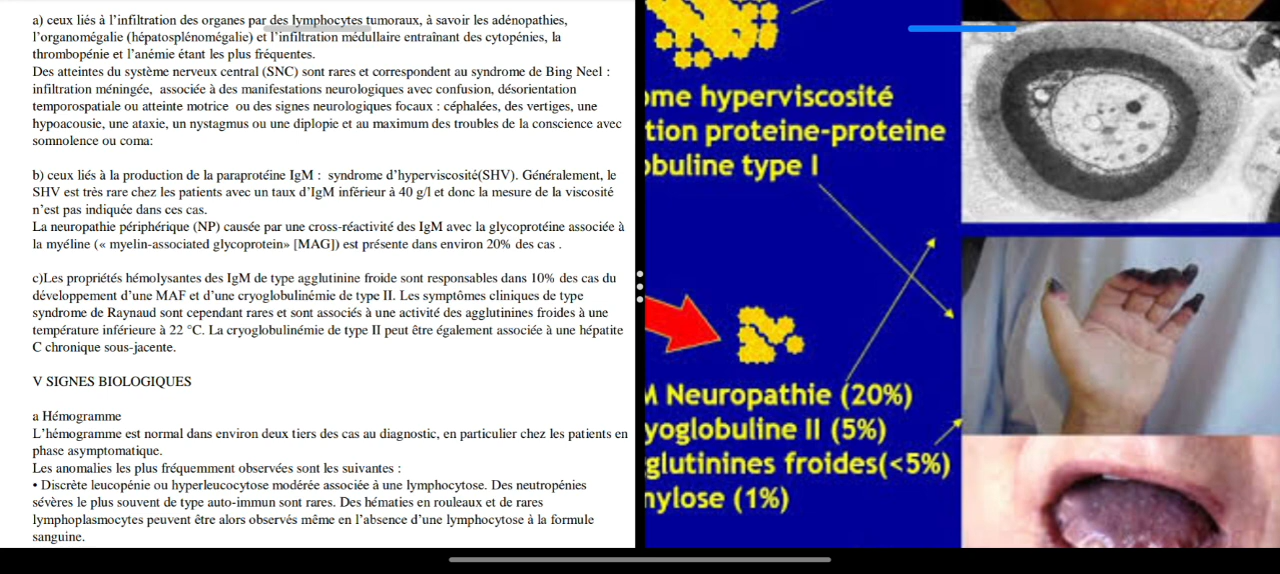 a) ceux liés à l'infiltration des organes par des lymphocytes tumoraux, à savoir les adénopathies,
l'organomégalie (hépatosplénomégalie) et l'infiltration médullaire entraînant des cytopénies, la
thrombopénie et l'anémie étant les plus fréquentes.
Des atteintes du système nerveux central (SNC) sont rares et correspondent au syndrome de Bing Neel :
infiltration méningée, associée à des manifestations neurologiques avec confusion, désorientation
temporospatiale ou atteinte motrice ou des signes neurologiques focaux : céphalées, des vertiges, une
hypoacousie, une ataxie, un nystagmus ou une diplopie et au maximum des troubles de la conscience avec
somnolence ou coma:
b) ceux liés à la production de la paraprotéine IgM : syndrome d'hyperviscosité(SHV). Généralement, le
SHV est très rare chez les patients avec un taux d'IgM inférieur à 40 g/l et donc la mesure de la viscosité
n'est pas indiquée dans ces cas.
La neuropathie périphérique (NP) causée par une cross-réactivité des IgM avec la glycoprotéine associée à
la myéline (« myelin-associated glycoprotein» [MAG]) est présente dans environ 20% des cas .
c)Les propriétés hémolysantes des IgM de type agglutinine froide sont responsables dans 10% des cas du
développement d'une MAF et d'une cryoglobulinémie de type II. Les symptômes cliniques de type
syndrome de Raynaud sont cependant rares et sont associés à une activité des agglutinines froides à une
température inférieure à 22 °C. La cryoglobulinémie de type II peut être également associée à une hépatite
C chronique sous-jacente.
V SIGNES BIOLOGIQUES
a Hémogramme
L'hémogramme est normal dans environ deux tiers des cas au diagnostic, en particulier chez les patients en
phase asymptomatique.
Les anomalies les plus fréquemment observées sont les suivantes :
• Discrète leucopénie ou hyperleucocytose modérée associée à une lymphocytose. Des neutropénies
sévères le plus souvent de type auto-immun sont rares. Des hématies en rouleaux et de rares
lymphoplasmocytes peuvent être alors observés même en l'absence d'une lymphocytose à la formule
sanguine.
ome hyperviscosité
tion proteine-proteine
obuline type I
M Neuropathie (20%)
yoglobuline II (5%)
glutinines froides(<5%)
nylose (1%)